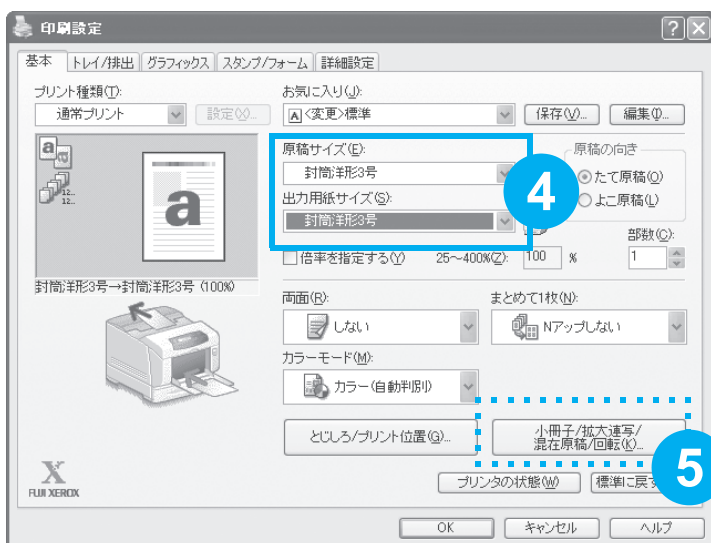 印刷設定
基本 トレイ/排出 グラフィックス スタンプ/フォーム 詳細設定
プリント種類(T):
通常プリント
設定(X)...
お気に入り(J):
A <変更>標準
保存(V)...
編集(I)...
原稿サイズ(E):
封筒洋形3号
出力用紙サイズ(S):
封筒洋形3号
4
原稿の向き
たて原稿(O)
よこ原稿(L)
倍率を指定する(Y) 25~400%(Z): 100 %
部数(C):
1
a
12..
12..
a
封筒洋形3号→封筒洋形3号 (100%)
両面(R):
しない
まとめて1枚(N):
Nアップしない
カラーモード(M):
カラー(自動判別)
とじしろ/プリント位置(G)...
小冊子/拡大連写/
混在原稿/回転(K)...
5
X
FUJI XEROX
プリンタの状態(W)
標準に戻す
OK
キャンセル
ヘルプ